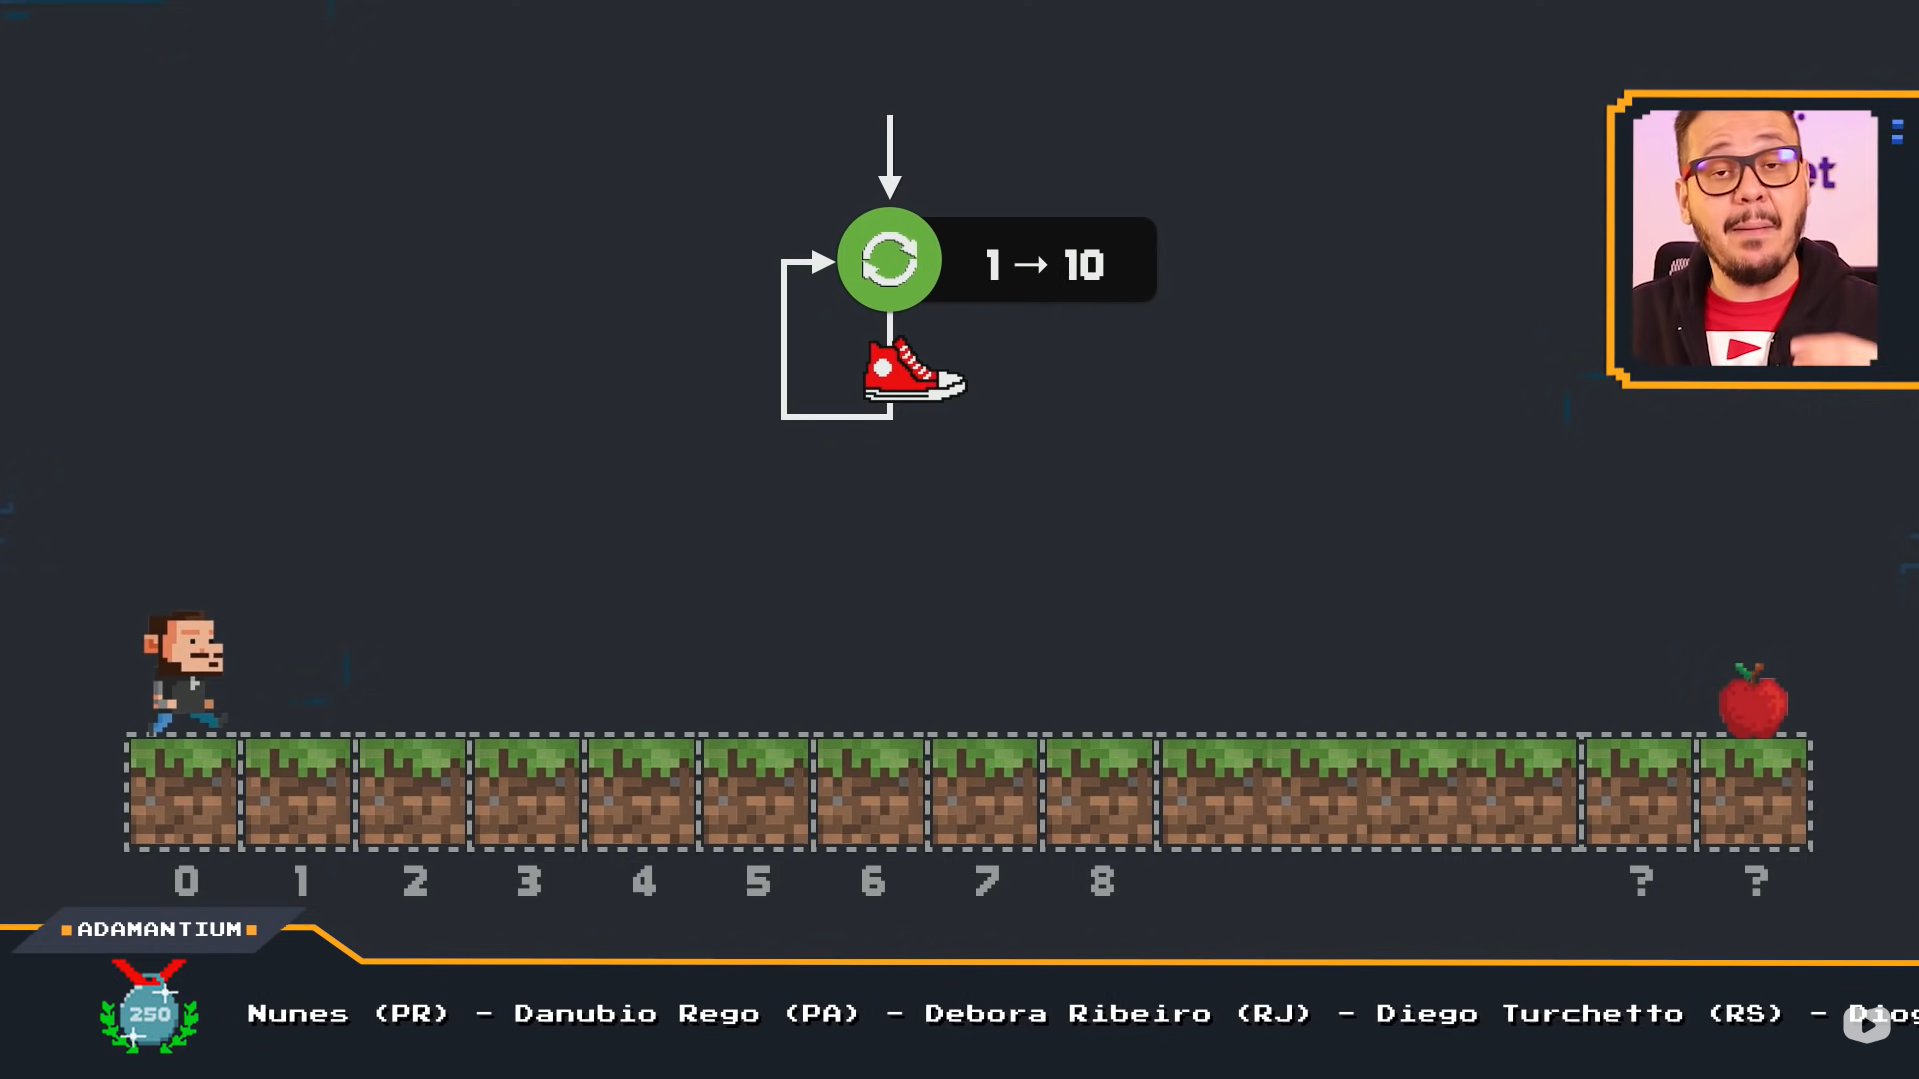 et
1 → 10
0 1 2 3 4 5 6 7 8 ? ?
ADAMANTIUM
250
Nunes (PR) - Danubio Rego (PA) - Debora Ribeiro (RJ) - Diego Turchetto (RS) -